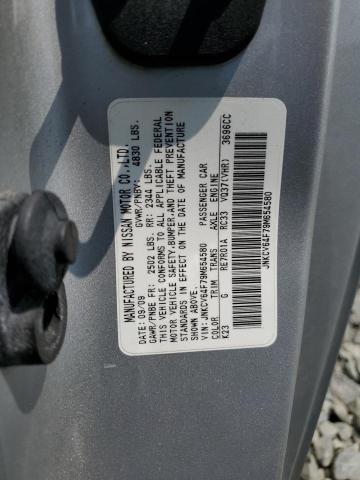 MANUFACTURED BY NISSAN MOTOR CO.,LTD.
DATE: 09/09 GVWR/PNBV: 4830 LBS.
GAWR/PNBE FR: 2502 LBS. RR: 2344 LBS.
THIS VEHICLE CONFORMS TO ALL APPLICABLE FEDERAL
MOTOR VEHICLE SAFETY,BUMPER,AND THEFT PREVENTION
STANDARDS IN EFFECT ON THE DATE OF MANUFACTURE
SHOWN ABOVE.
VIN: JNKCV64F79M654580 PASSENGER CAR
COLOR TRIM TRANS AXLE ENGINE
K23 G RE7R01A RC33 VQ37(VHR) 3696CC
JNKCV64F79M654580